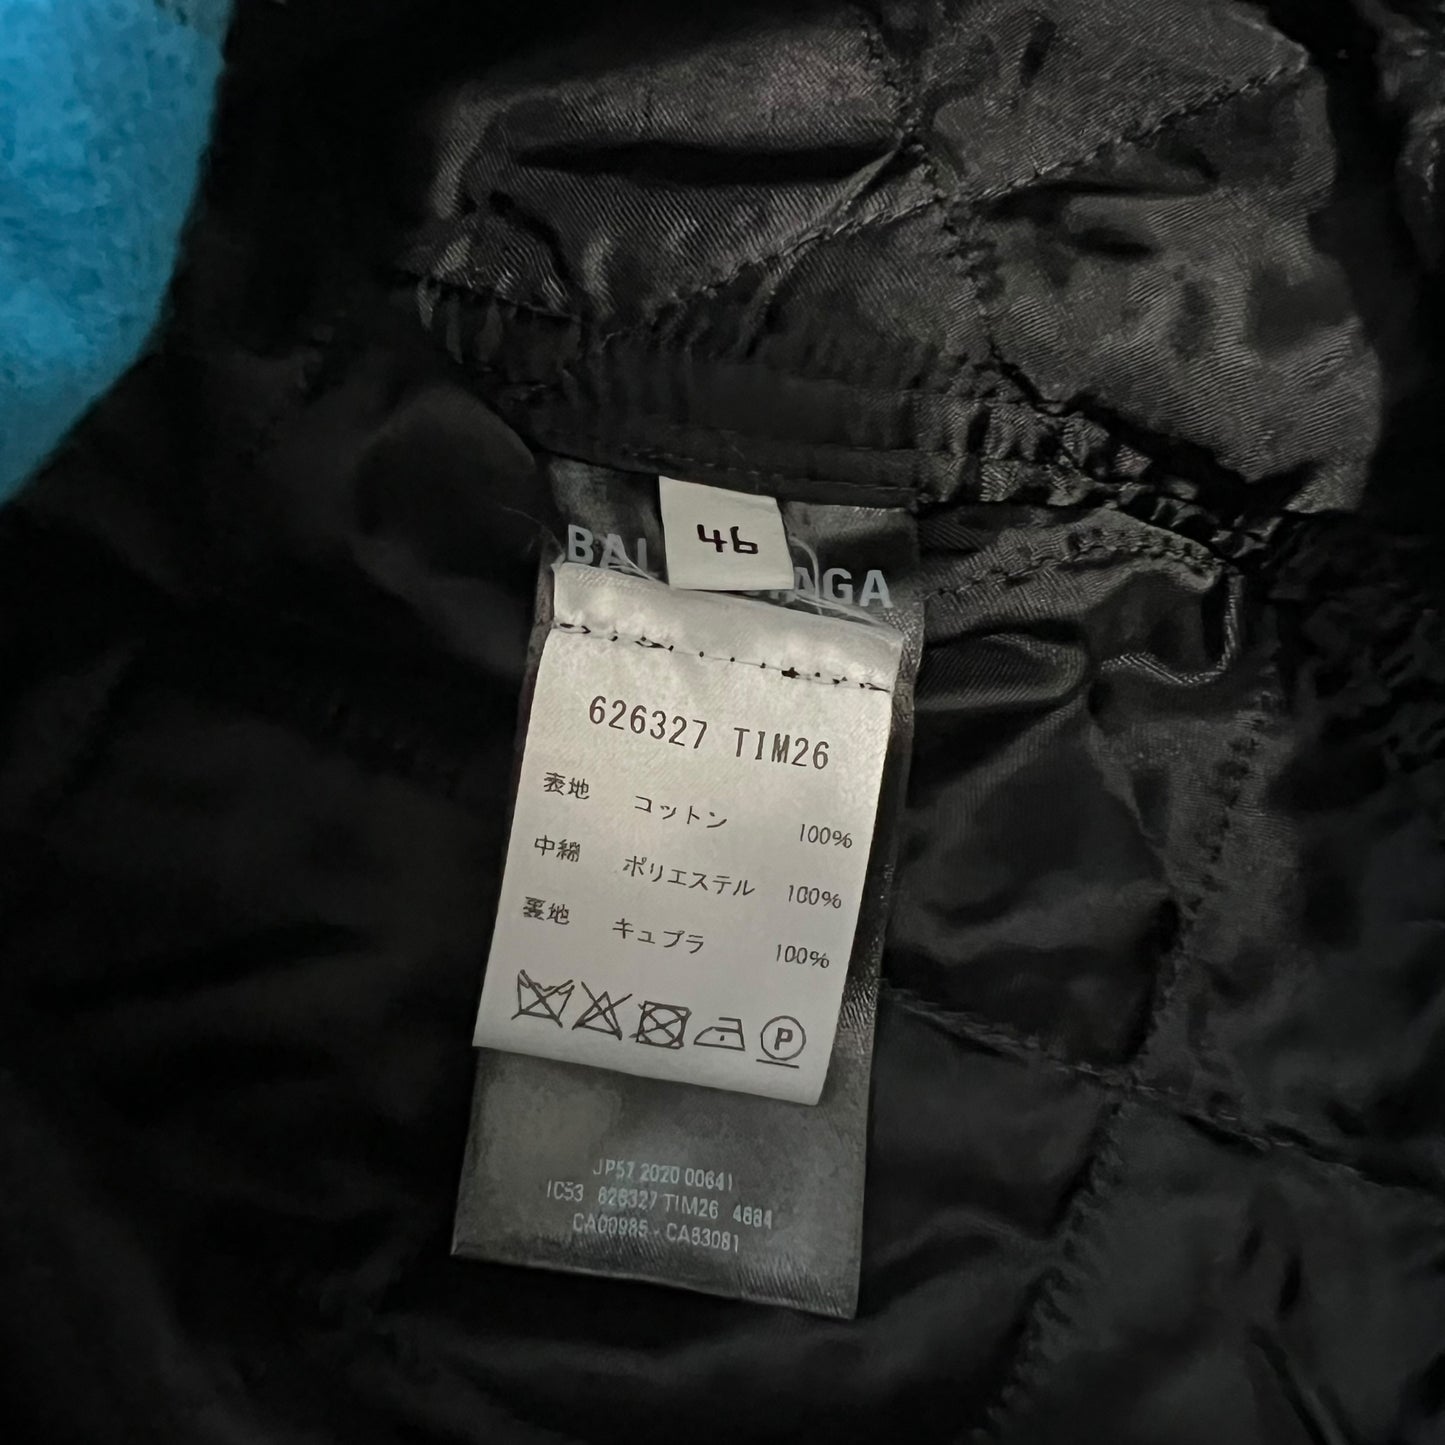 46
BAL NAGA
626327 TIM26
表地 コットン 100%
中綿 ポリエステル 100%
裏地 キュプラ 100%
P
JP57 2020 00641
IC53 626327 TIM26 4684
CA00985 - CA83081